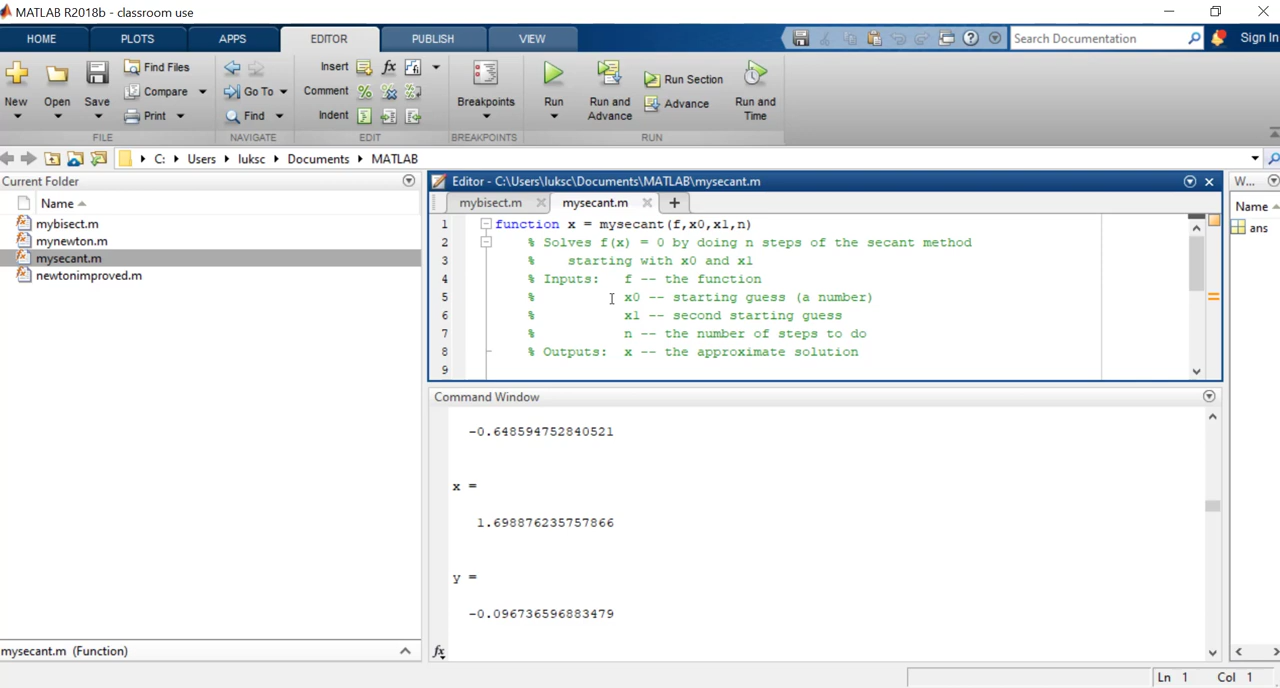 MATLAB R2018b - classroom use
HOME PLOTS APPS EDITOR PUBLISH VIEW
Search Documentation
Sign In
New
Open
Save
Find Files
Compare
Print
FILE
Go To
Find
NAVIGATE
Insert
Comment
Indent
EDIT
Breakpoints
BREAKPOINTS
Run
Run and
Advance
Run Section
Advance
Run and
Time
RUN
C: Users luksc Documents MATLAB
Current Folder
Name
mybisect.m
mynewton.m
mysecant.m
newtonimproved.m
mysecant.m (Function)
Editor - C:\Users\luksc\Documents\MATLAB\mysecant.m
mybisect.m mysecant.m
1 function x = mysecant(f,x0,x1,n)
2 % Solves f(x) = 0 by doing n steps of the secant method
3 % starting with x0 and x1
4 % Inputs: f -- the function
5 % x0 -- starting guess (a number)
6 % x1 -- second starting guess
7 % n -- the number of steps to do
8 % Outputs: x -- the approximate solution
9
Command Window
-0.648594752840521
x =
1.698876235757866
y =
-0.096736596883479
fx
W...
Name
ans
Ln 1 Col 1